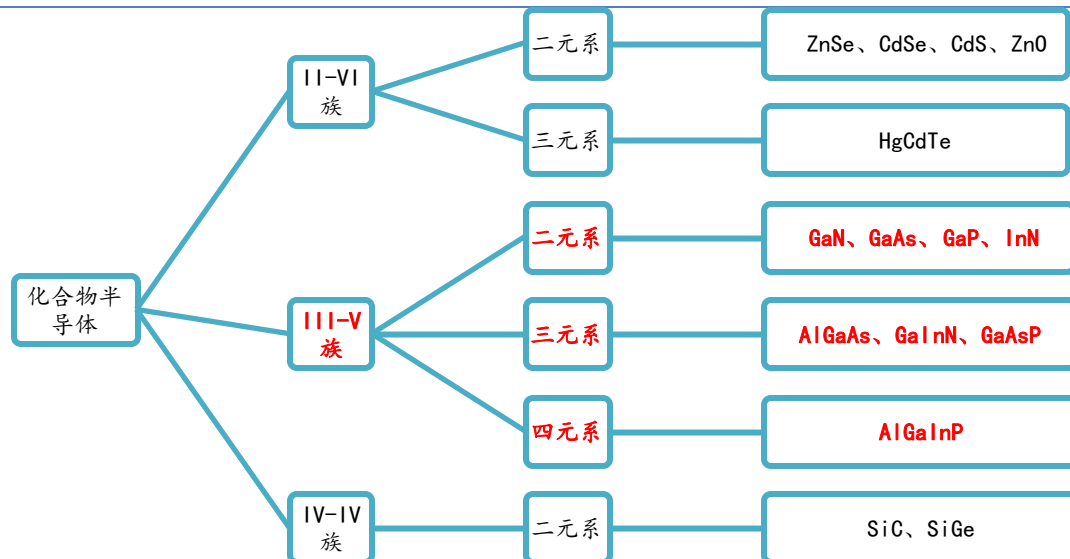 二元系
ZnSe、CdSe、CdS、ZnO
II-VI
族
三元系
HgCdTe
二元系
GaN、GaAs、GaP、InN
化合物半
导体
III-V
族
三元系
AlGaAs、GaInN、GaAsP
四元系
AlGaInP
IV-IV
族
二元系
SiC、SiGe